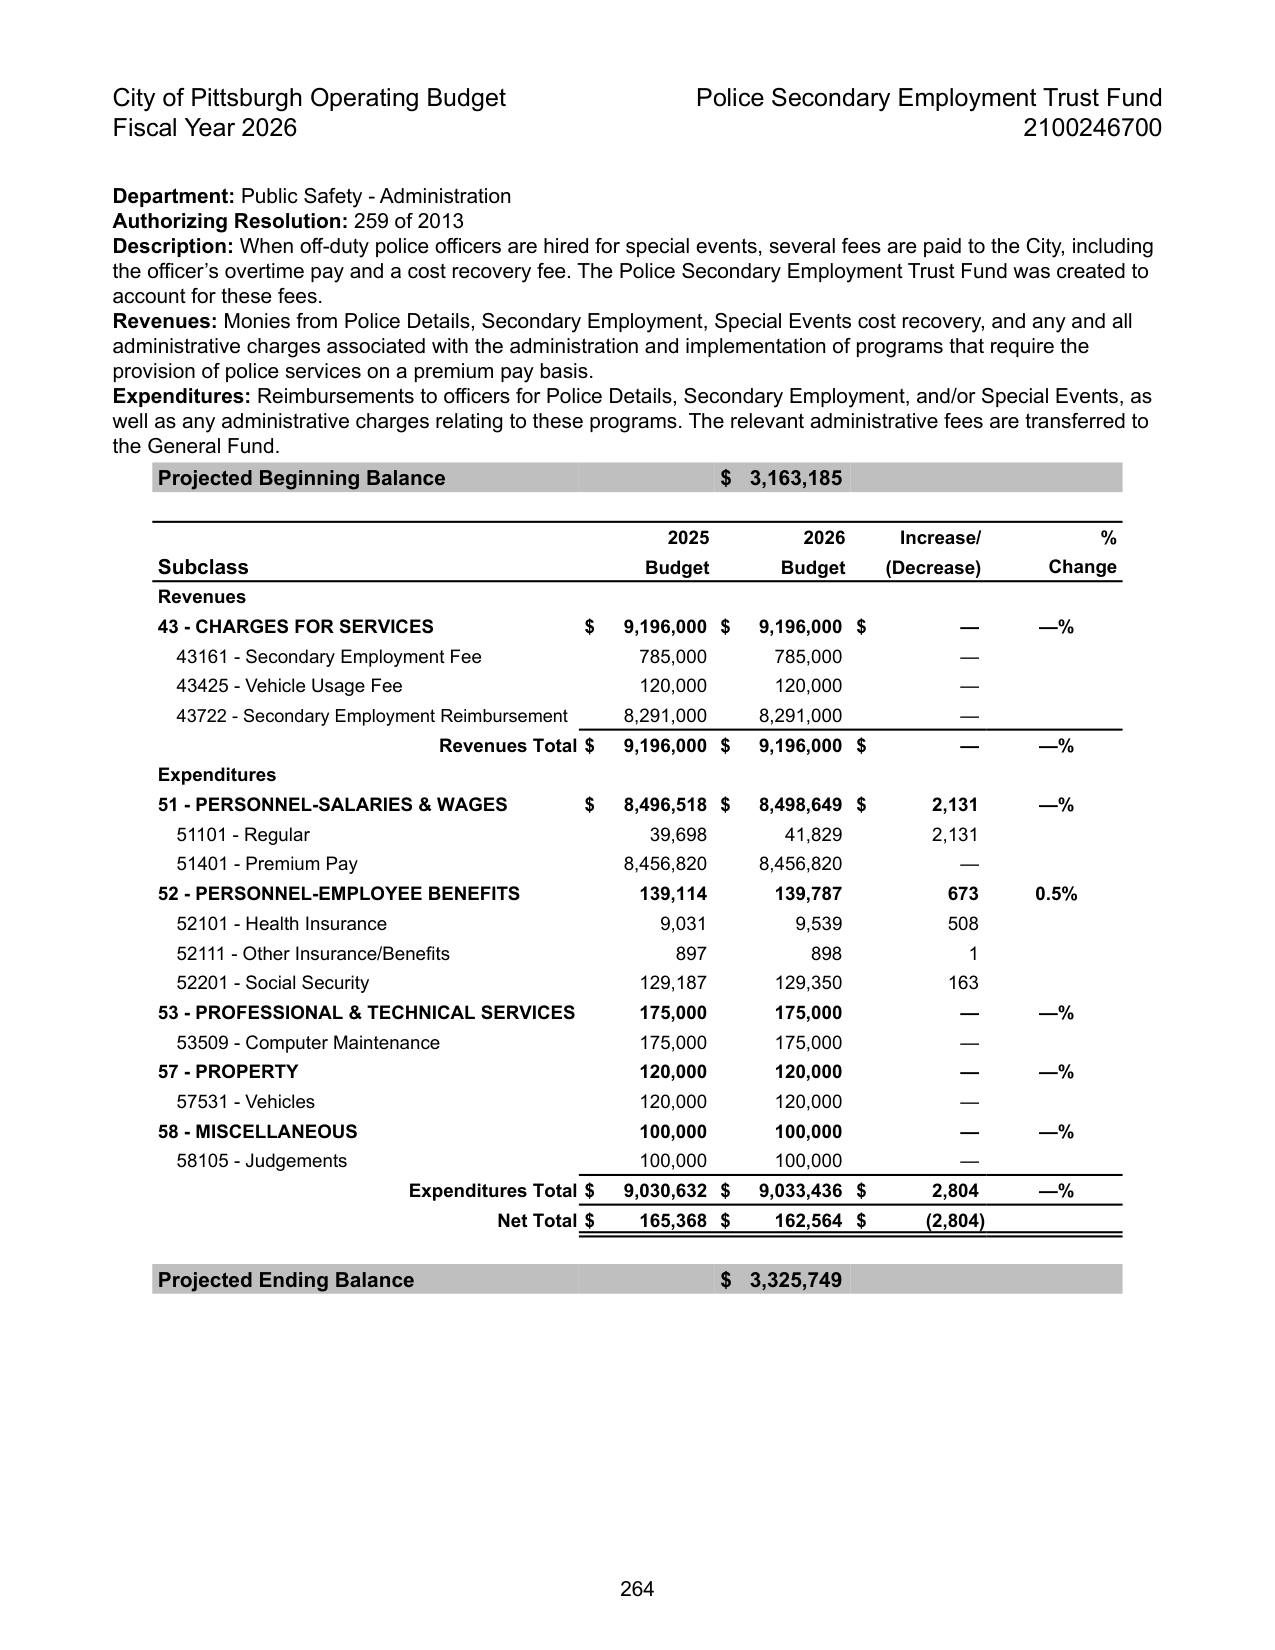 City of Pittsburgh Operating Budget Police Secondary Employment Trust Fund
Fiscal Year 2026 2100246700
Department: Public Safety - Administration
Authorizing Resolution: 259 of 2013
Description: When off-duty police officers are hired for special events, several fees are paid to the City, including
the officer’s overtime pay and a cost recovery fee. The Police Secondary Employment Trust Fund was created to
account for these fees.
Revenues: Monies from Police Details, Secondary Employment, Special Events cost recovery, and any and all
administrative charges associated with the administration and implementation of programs that require the
provision of police services on a premium pay basis.
Expenditures: Reimbursements to officers for Police Details, Secondary Employment, and/or Special Events, as
well as any administrative charges relating to these programs. The relevant administrative fees are transferred to
the General Fund.
Projected Beginning Balance $ 3,163,185
2025 2026 Increase/ %
Subclass Budget Budget (Decrease) Change
Revenues
43 - CHARGES FOR SERVICES $ 9,196,000 $ 9,196,000 $ — —%
43161 - Secondary Employment Fee 785,000 785,000 —
43425 - Vehicle Usage Fee 120,000 120,000 —
43722 - Secondary Employment Reimbursement 8,291,000 8,291,000 —
Revenues Total $ 9,196,000 $ 9,196,000 $ — —%
Expenditures
51 - PERSONNEL-SALARIES & WAGES $ 8,496,518 $ 8,498,649 $ 2,131 —%
51101 - Regular 39,698 41,829 2,131
51401 - Premium Pay 8,456,820 8,456,820 —
52 - PERSONNEL-EMPLOYEE BENEFITS 139,114 139,787 673 0.5%
52101 - Health Insurance 9,031 9,539 508
52111 - Other Insurance/Benefits 897 898 1
52201 - Social Security 129,187 129,350 163
53 - PROFESSIONAL & TECHNICAL SERVICES 175,000 175,000 — —%
53509 - Computer Maintenance 175,000 175,000 —
57 - PROPERTY 120,000 120,000 — —%
57531 - Vehicles 120,000 120,000 —
58 - MISCELLANEOUS 100,000 100,000 — —%
58105 - Judgements 100,000 100,000 —
Expenditures Total $ 9,030,632 $ 9,033,436 $ 2,804 —%
Net Total $ 165,368 $ 162,564 $ (2,804)
Projected Ending Balance $ 3,325,749
264